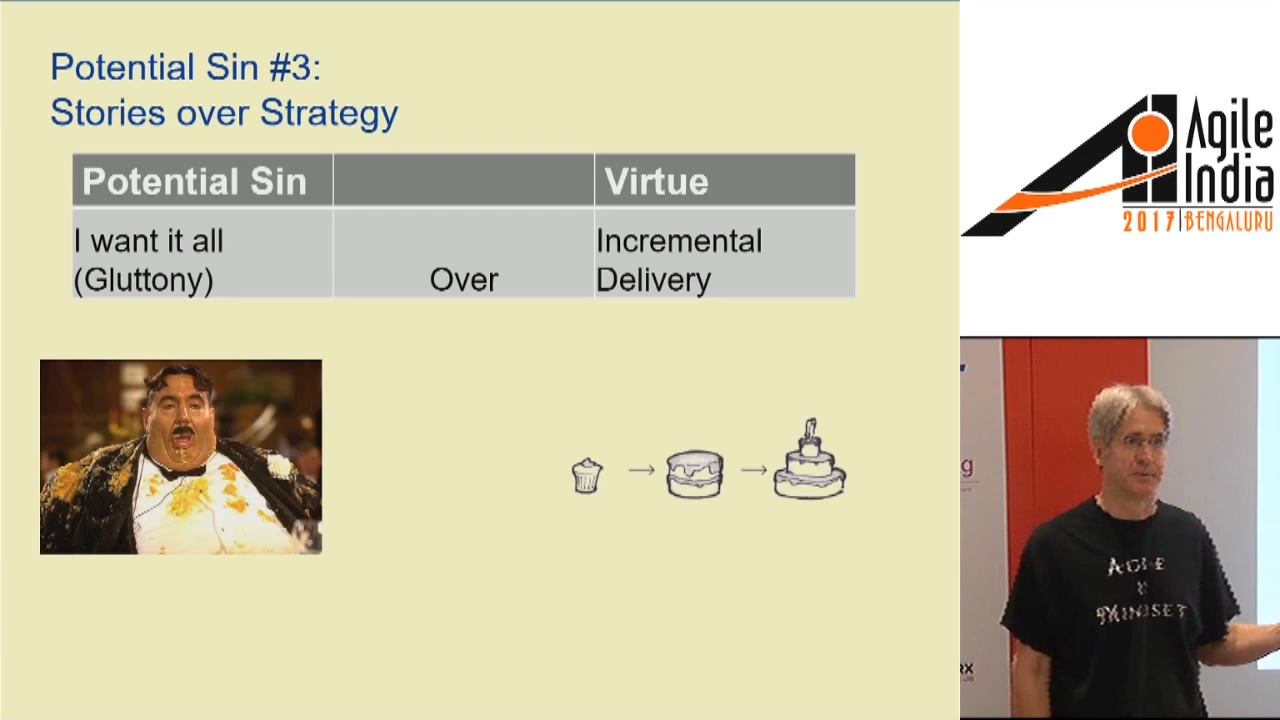 Potential Sin #3:
Stories over Strategy
Potential Sin
Virtue
I want it all
(Gluttony)
Over
Incremental
Delivery
Agile
India
2017 | BENGALURU
AGILE
MINDSET